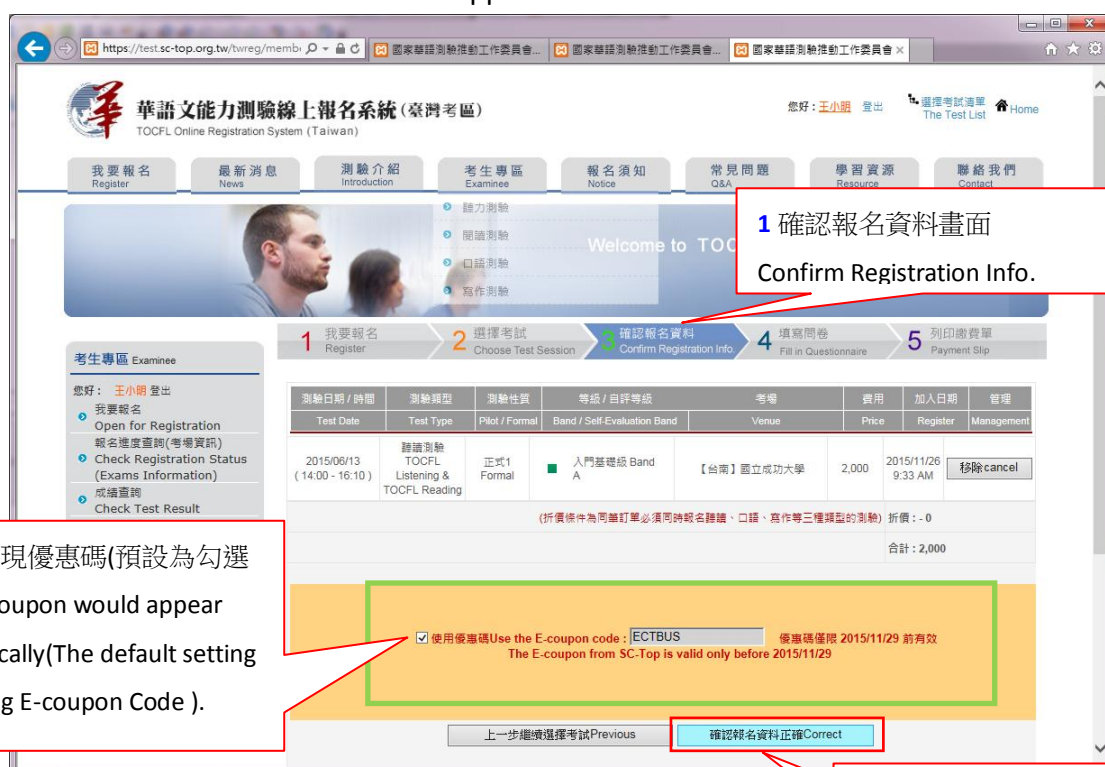 https://test.sc-top.org.tw/twreg/memb
國家華語測驗推動工作委員會...
國家華語測驗推動工作委員會...
國家華語測驗推動工作委員會
華語文能力測驗線上報名系統(臺灣考區)
TOCFL Online Registration System (Taiwan)
您好:王小明 登出
選擇考試清單
The Test List
Home
我要報名 最新消息 測驗介紹 考生專區 報名須知 常見問題 學習資源 聯絡我們
Register News Introduction Examinee Notice Q&A Resource Contact
聽力測驗
閱讀測驗
口語測驗
寫作測驗
Welcome to TOC
1 確認報名資料畫面
Confirm Registration Info.
1 我要報名 Register
2 選擇考試 Choose Test Session
3 確認報名資料 Confirm Registration Info.
4 填寫問卷 Fill in Questionnaire
5 列印繳費單 Payment Slip
考生專區 Examinee
您好: 王小明 登出
我要報名
Open for Registration
報名進度查詢(考場資訊)
Check Registration Status
(Exams Information)
成績查詢
Check Test Result
測驗日期 / 時間 測驗類型 測驗性質 等級 / 自評等級 考場 費用 加入日期 管理
Test Date Test Type Pilot / Formal Band / Self-Evaluation Band Venue Price Register Management
2015/06/13
( 14:00 - 16:10 )
聽讀測驗
TOCFL
Listening &
TOCFL Reading
正式1
Formal
入門基礎級 Band
A
【台南】國立成功大學
2,000
2015/11/26
9:33 AM
移除cancel
(折價條件為同筆訂單必須同時報名聽讀、口語、寫作等三種類型的測驗) 折價 : - 0
合計 : 2,000
現優惠碼(預設為勾選
oupon would appear
cally(The default setting
g E-coupon Code ).
使用優惠碼Use the E-coupon code : ECTBUS 優惠碼僅限 2015/11/29 前有效
The E-coupon from SC-Top is valid only before 2015/11/29
上一步繼續選擇考試Previous
確認報名資料正確Correct